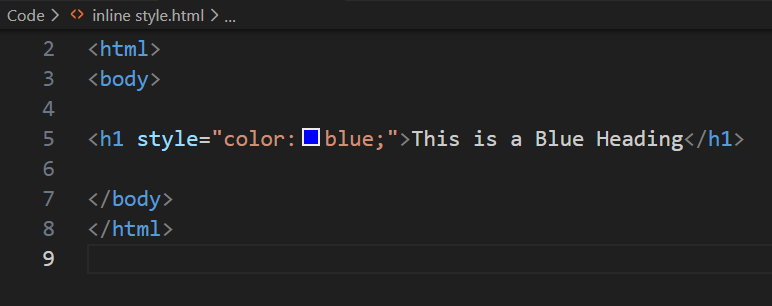 Code > <> inline style.html > ...
2 <html>
3 <body>
4
5 <h1 style="color:blue;">This is a Blue Heading</h1>
6
7 </body>
8 </html>
9